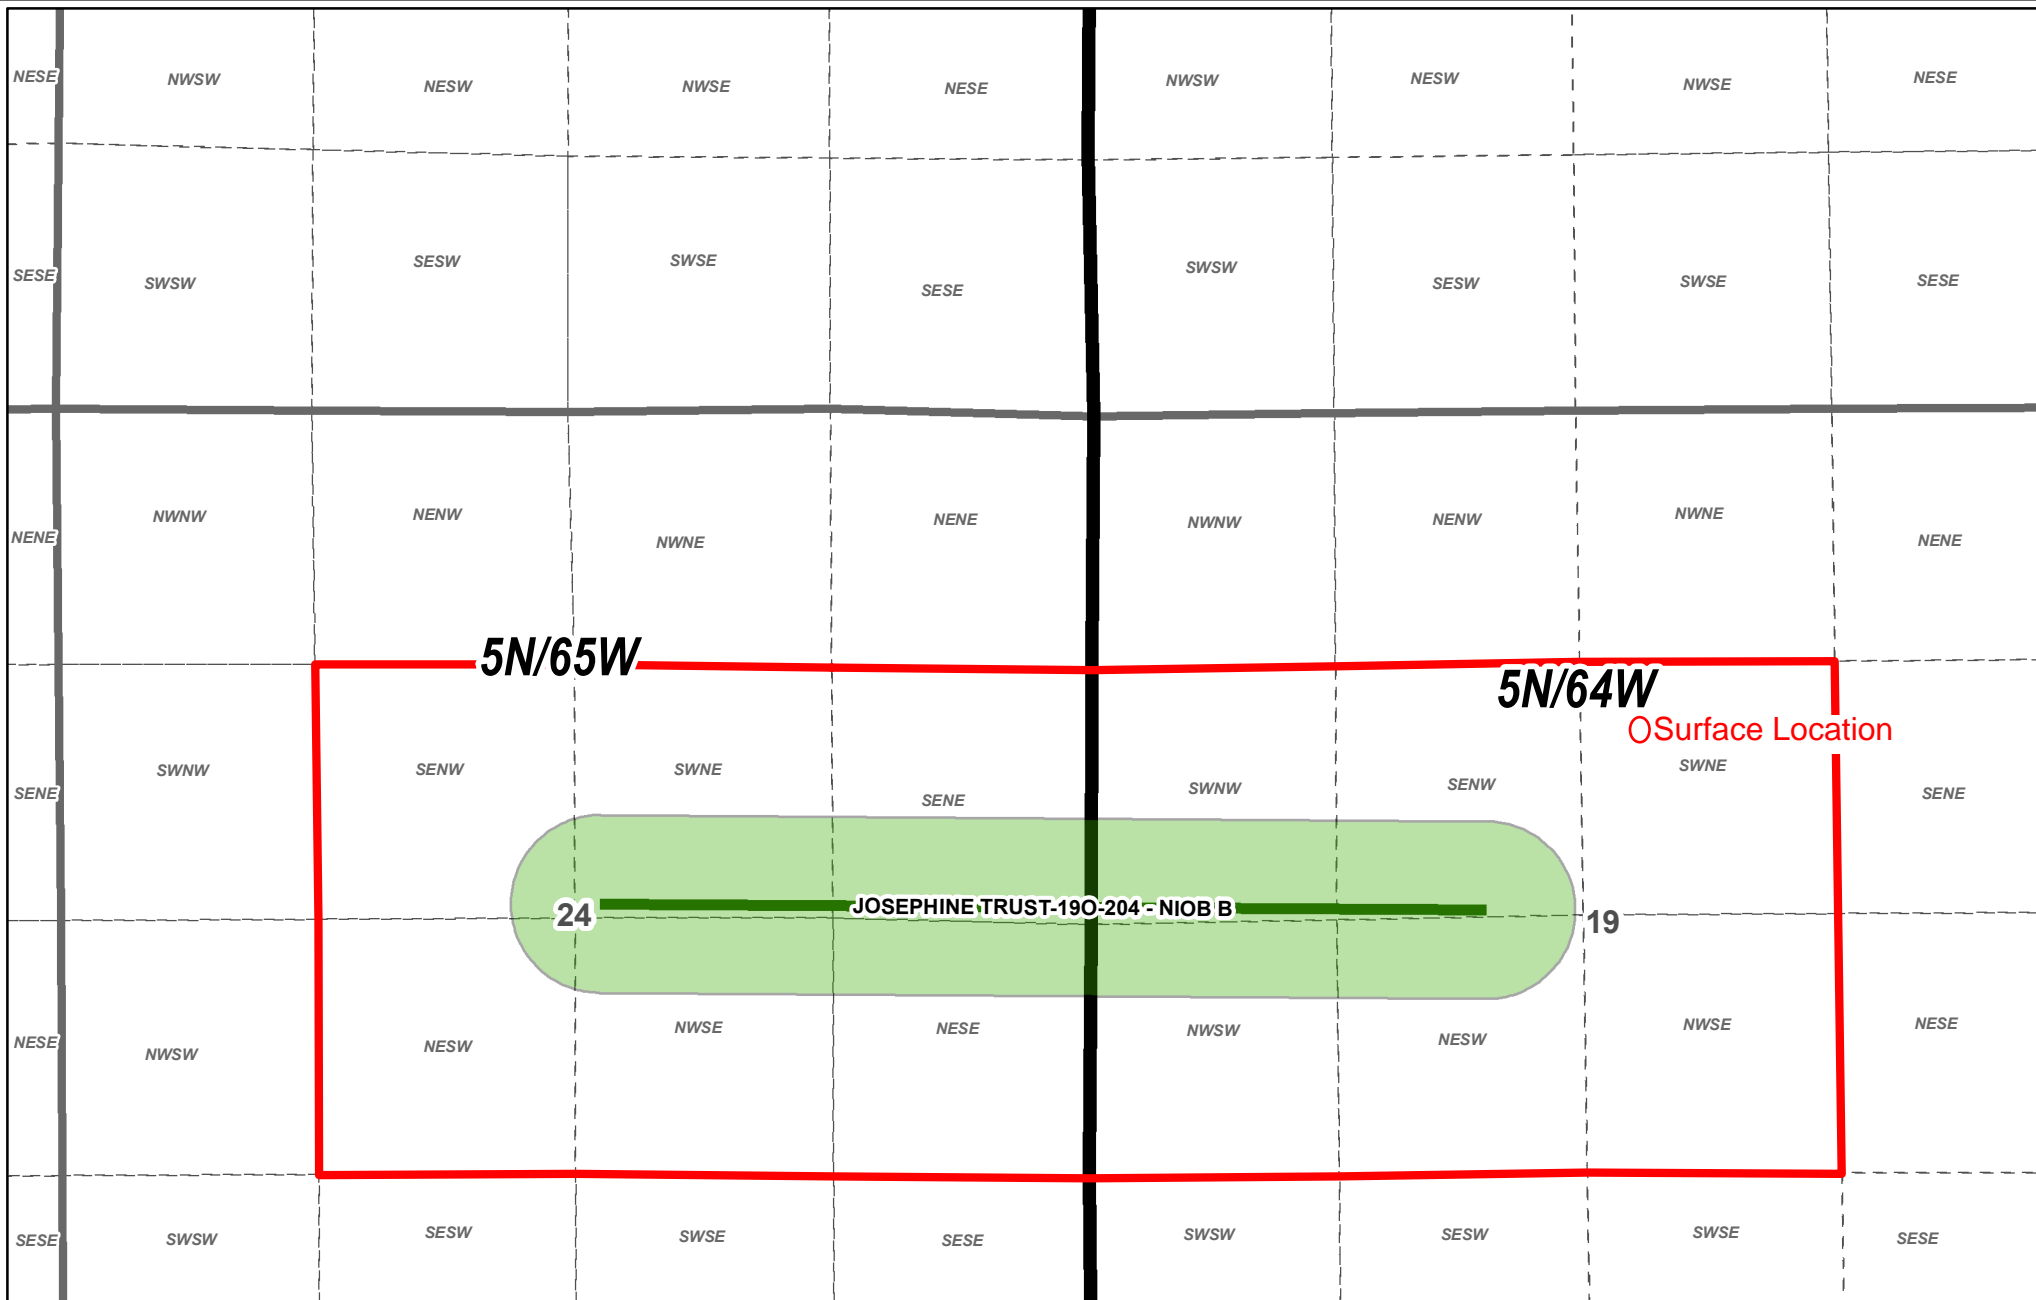 NESE NWSW NESW NWSE NESE NWSW NESW NWSE NESE
SESE SWSW SESW SWSE SESE SWSW SESW SWSE SESE
NENE NWNW NENW NWNE NENE NWNW NENW NWNE NENE
5N/65W
5N/64W
Surface Location
SENE SWNW SENW SWNE SENE SWNW SENW SWNE SENE
JOSEPHINE TRUST-19O-204 - NIOB B
24
19
NESE NWSW NESW NWSE NESE NWSW NESW NWSE NESE
SESE SWSW SESW SWSE SESE SWSW SESW SWSE SESE